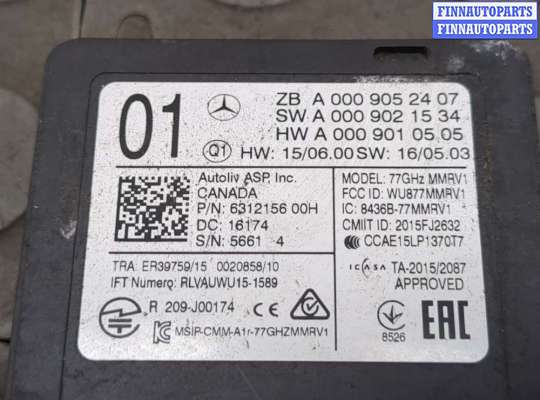 FINNAUTOPARTS
FINNAUTOPARTS
01
Q1
ZB A 000 905 24 07
SW A 000 902 15 34
HW A 000 901 05 05
HW: 15/06.00 SW: 16/05.03
Autoliv ASP, Inc.
CANADA
P/N: 6312156 00H
DC: 16174
S/N: 5661 4
MODEL: 77GHz MMRV1
FCC ID: WU877MMRV1
IC: 8436B-77MMRV1
CMIIT ID: 2015FJ2632
CCAE15LP1370T7
TRA: ER39759/15 0020858/10
IFT Numero: RLVAUWU15-1589
ICASA TA-2015/2087
APPROVED
R 209-J00174
MSIP-CMM-A1r-77GHZMMRV1
8526
EAC